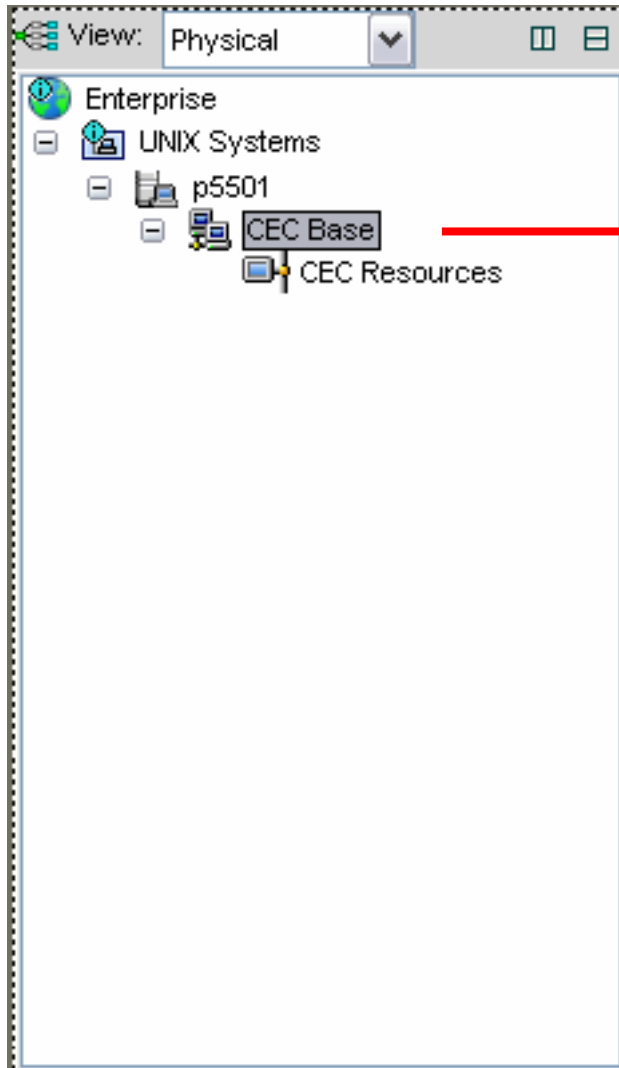 View: Physical
Enterprise
UNIX Systems
p5501
CEC Base
CEC Resources